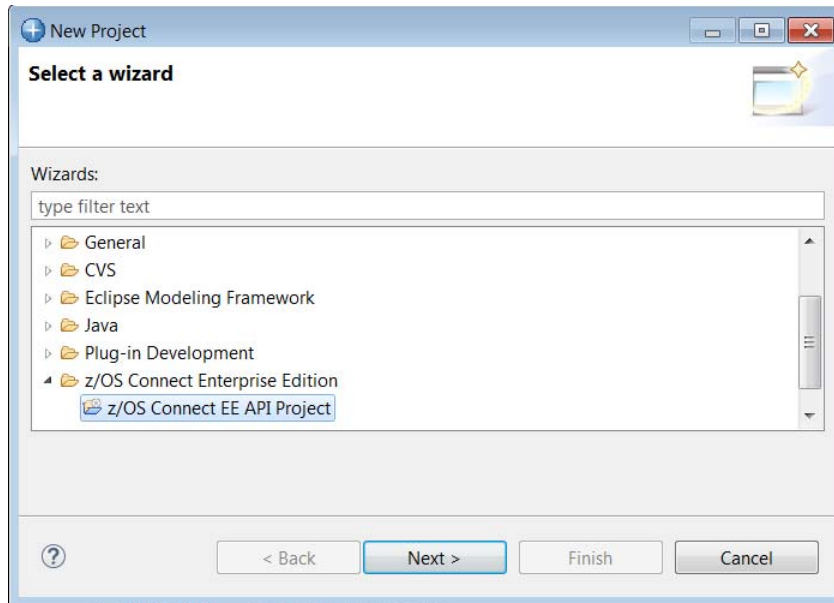 New Project
Select a wizard
Wizards:
type filter text
General
CVS
Eclipse Modeling Framework
Java
Plug-in Development
z/OS Connect Enterprise Edition
z/OS Connect EE API Project
? < Back Next > Finish Cancel